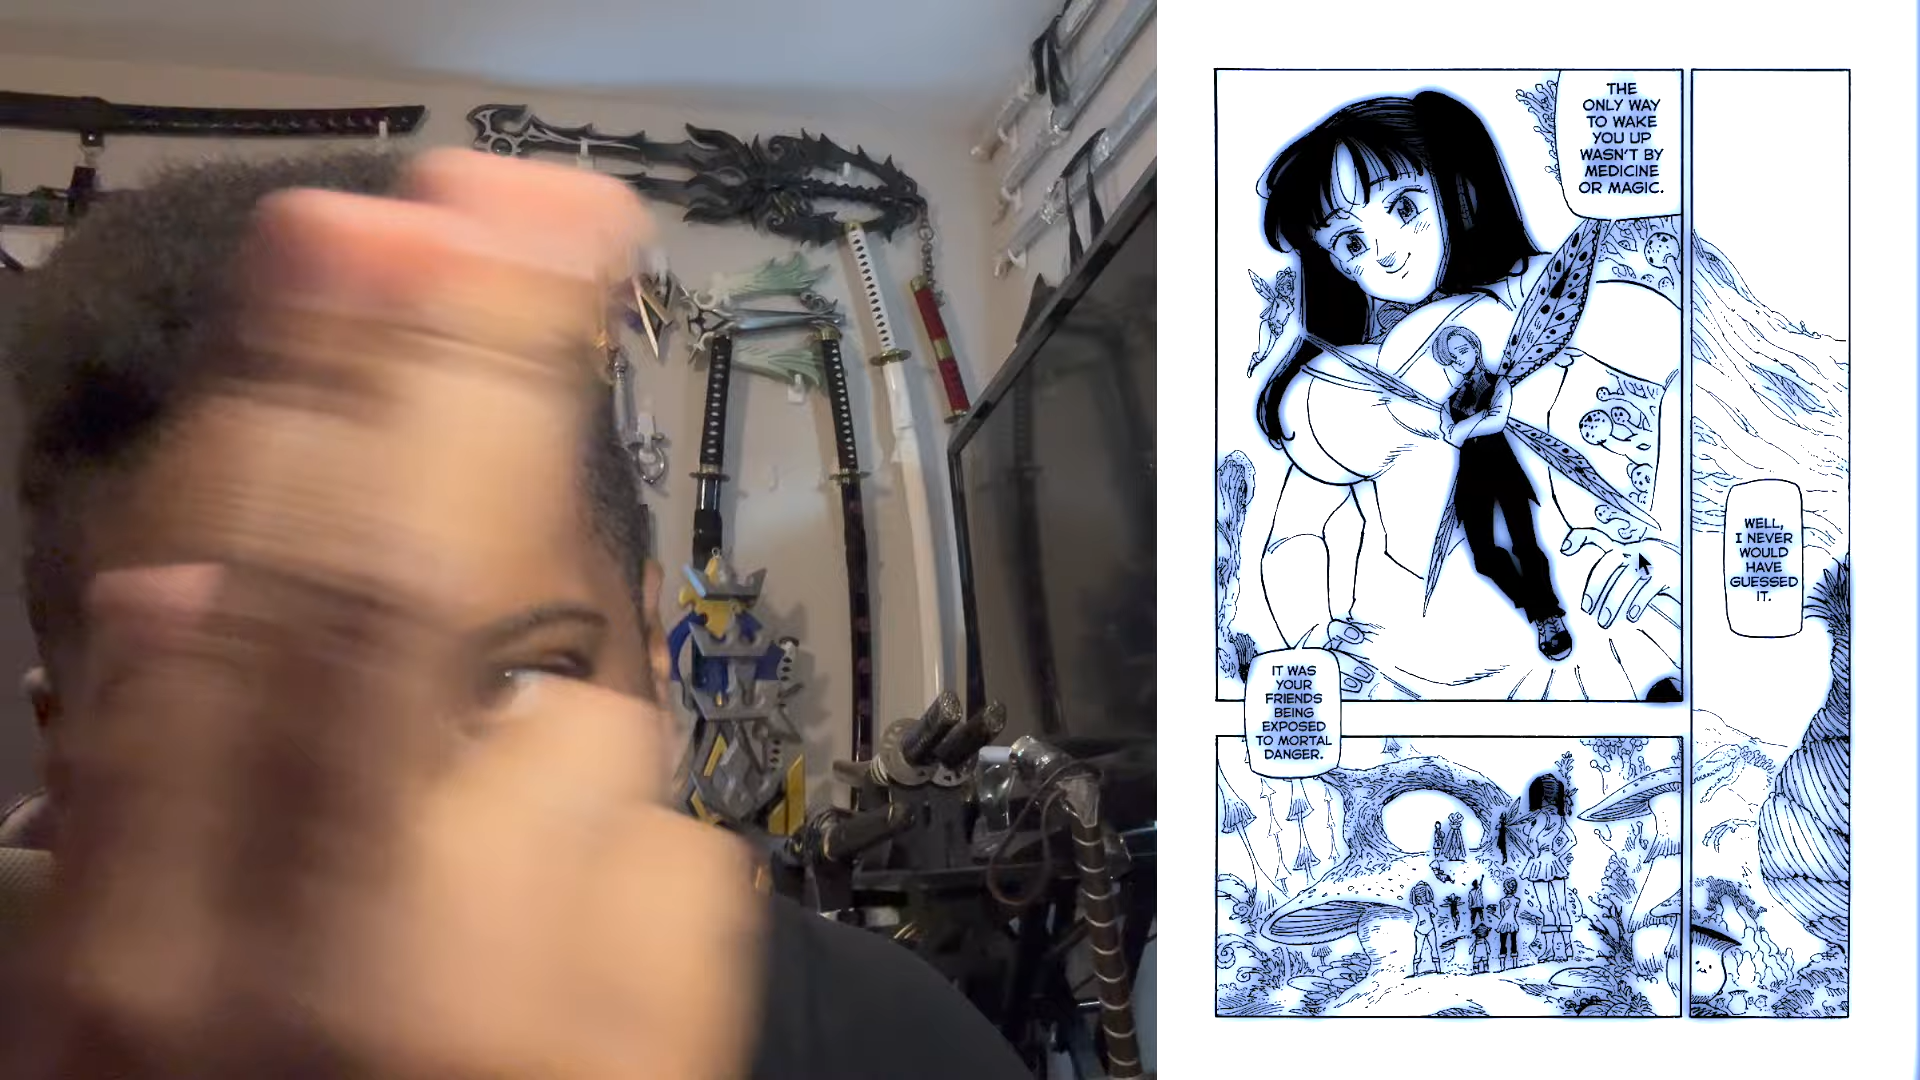 THE
ONLY WAY
TO WAKE
YOU UP
WASN'T BY
MEDICINE
OR MAGIC.
IT WAS
YOUR
FRIENDS
BEING
EXPOSED
TO MORTAL
DANGER.
WELL,
I NEVER
WOULD
HAVE
GUESSED
IT.